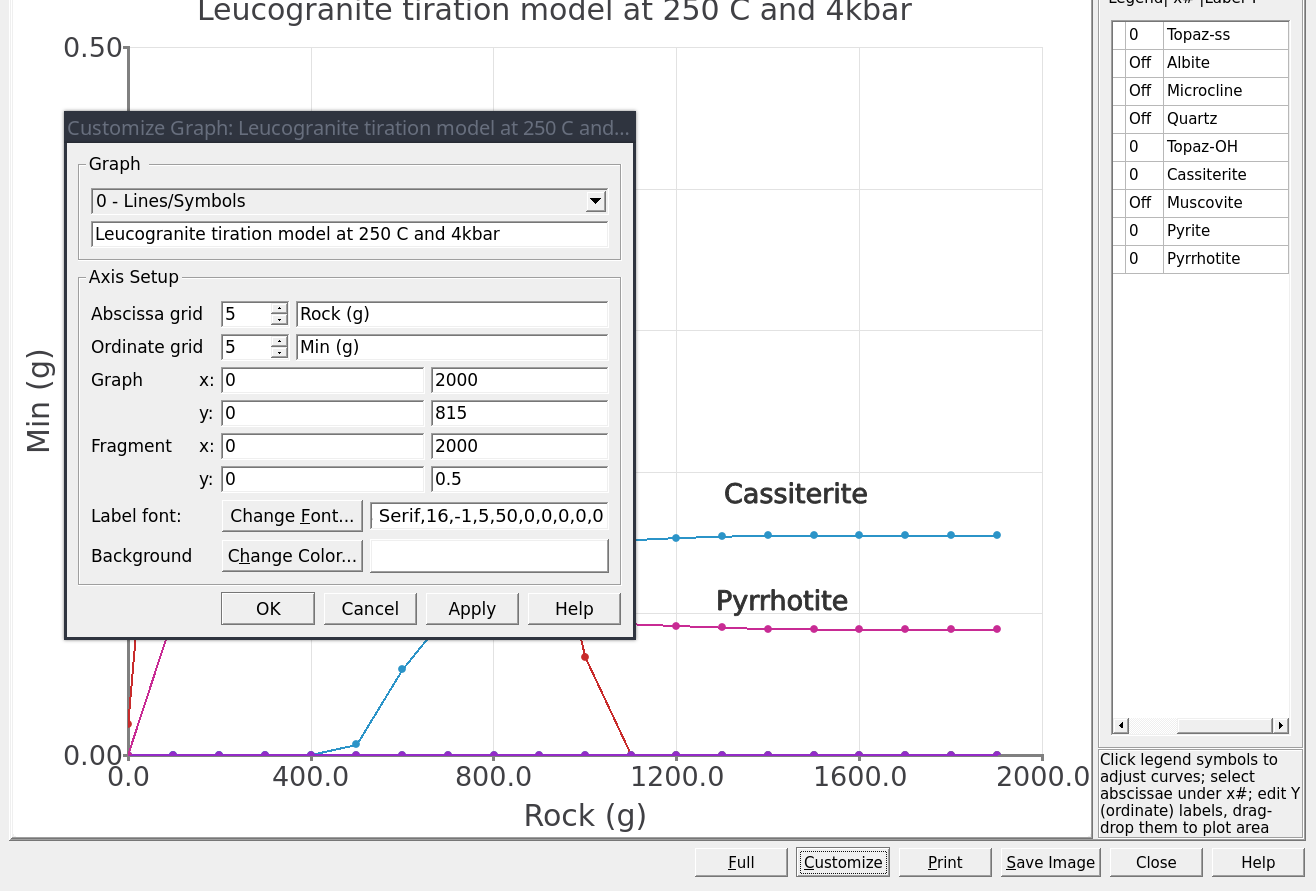 Leucogranite tiration model at 250 C and 4kbar
0.50
Min (g)
0.00
0.0 400.0 800.0 1200.0 1600.0 2000.0
Rock (g)
Cassiterite
Pyrrhotite
Customize Graph: Leucogranite tiration model at 250 C and...
Graph
0 - Lines/Symbols
Leucogranite tiration model at 250 C and 4kbar
Axis Setup
Abscissa grid 5 Rock (g)
Ordinate grid 5 Min (g)
Graph x: 0 2000
y: 0 815
Fragment x: 0 2000
y: 0 0.5
Label font: Change Font... Serif,16,-1,5,50,0,0,0,0,0
Background Change Color...
OK Cancel Apply Help
0 Topaz-ss
Off Albite
Off Microcline
Off Quartz
0 Topaz-OH
0 Cassiterite
Off Muscovite
0 Pyrite
0 Pyrrhotite
Click legend symbols to
adjust curves; select
abscissae under x#; edit Y
(ordinate) labels, drag-
drop them to plot area
Full Customize Print Save Image Close Help